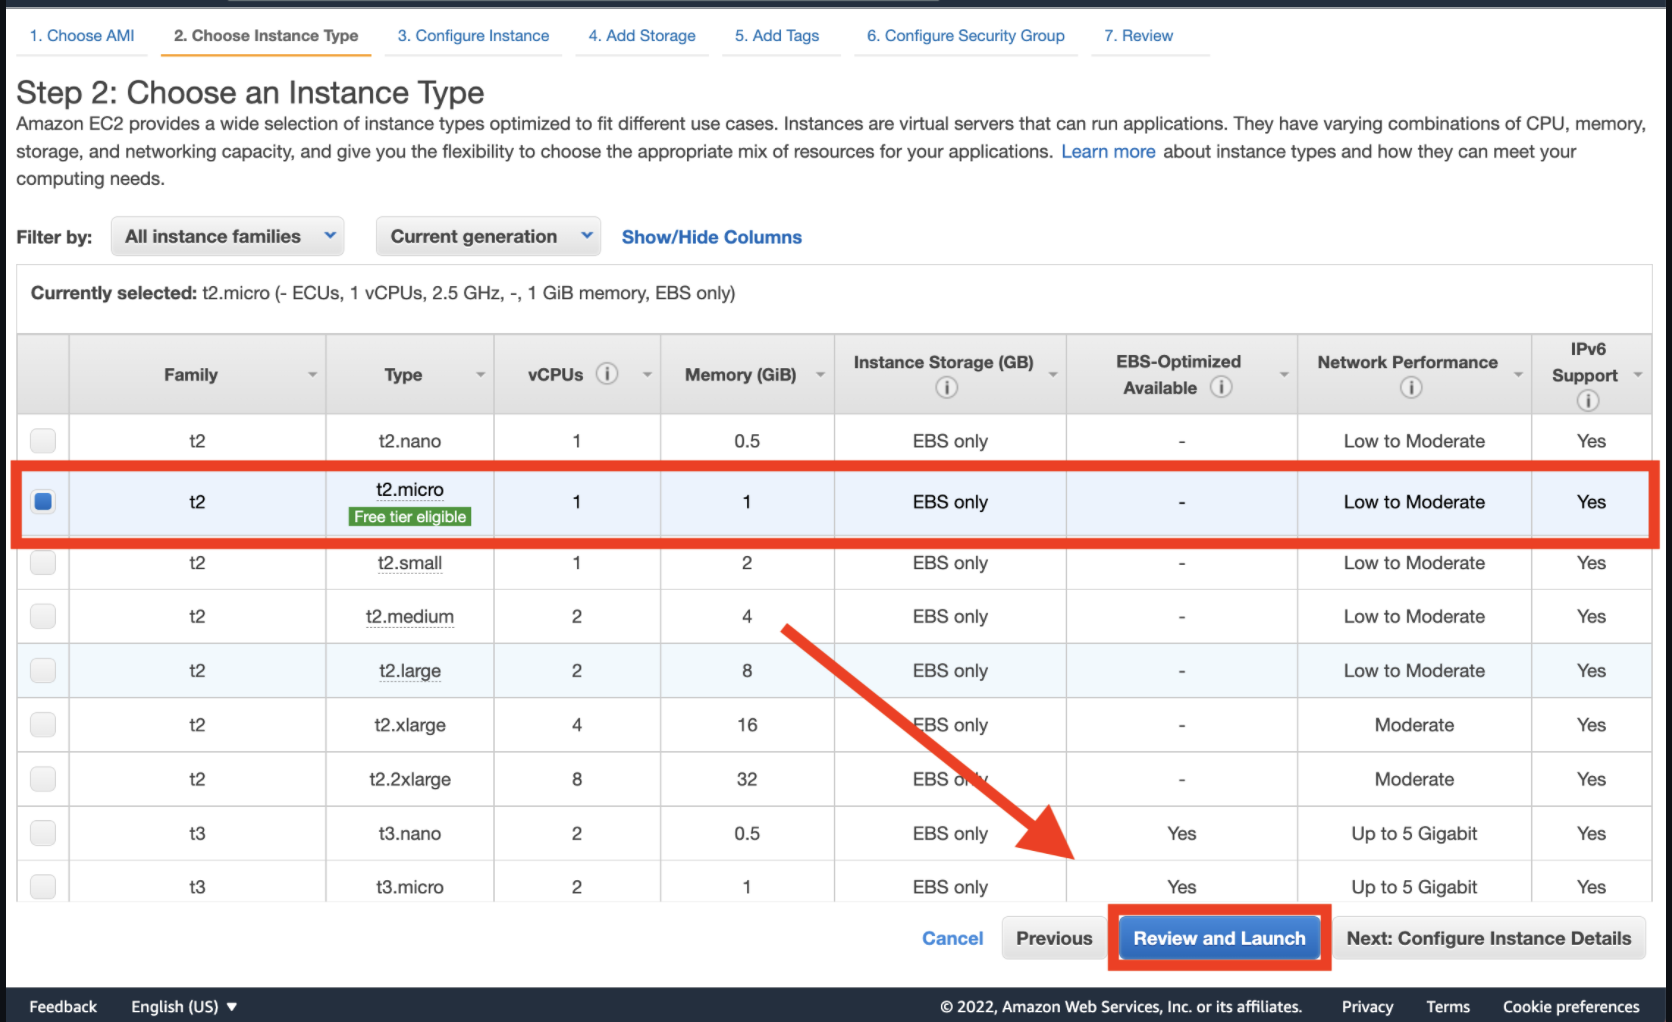 1. Choose AMI 2. Choose Instance Type 3. Configure Instance 4. Add Storage 5. Add Tags 6. Configure Security Group 7. Review
Step 2: Choose an Instance Type
Amazon EC2 provides a wide selection of instance types optimized to fit different use cases. Instances are virtual servers that can run applications. They have varying combinations of CPU, memory,
storage, and networking capacity, and give you the flexibility to choose the appropriate mix of resources for your applications. Learn more about instance types and how they can meet your
computing needs.
Filter by: All instance families Current generation Show/Hide Columns
Currently selected: t2.micro (- ECUs, 1 vCPUs, 2.5 GHz, -, 1 GiB memory, EBS only)
Family Type vCPUs Memory (GiB) Instance Storage (GB) EBS-Optimized Available Network Performance IPv6 Support
t2 t2.nano 1 0.5 EBS only - Low to Moderate Yes
t2 t2.micro 1 1 EBS only - Low to Moderate Yes
Free tier eligible
t2 t2.small 1 2 EBS only - Low to Moderate Yes
t2 t2.medium 2 4 EBS only - Low to Moderate Yes
t2 t2.large 2 8 EBS only - Low to Moderate Yes
t2 t2.xlarge 4 16 EBS only - Moderate Yes
t2 t2.2xlarge 8 32 EBS only - Moderate Yes
t3 t3.nano 2 0.5 EBS only Yes Up to 5 Gigabit Yes
t3 t3.micro 2 1 EBS only Yes Up to 5 Gigabit Yes
Cancel Previous Review and Launch Next: Configure Instance Details
Feedback English (US) © 2022, Amazon Web Services, Inc. or its affiliates. Privacy Terms Cookie preferences